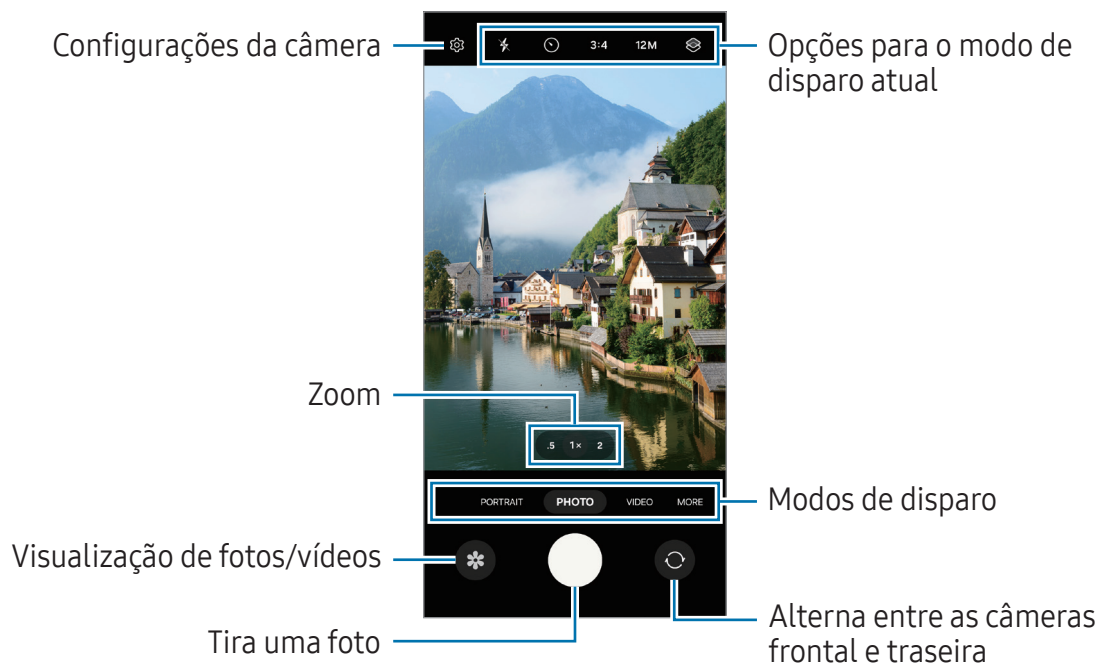 Configurações da câmera
3:4
12M
Opções para o modo de
disparo atual
Zoom
.5 1× 2
PORTRAIT PHOTO VIDEO MORE
Modos de disparo
Visualização de fotos/vídeos
Tira uma foto
Alterna entre as câmeras
frontal e traseira